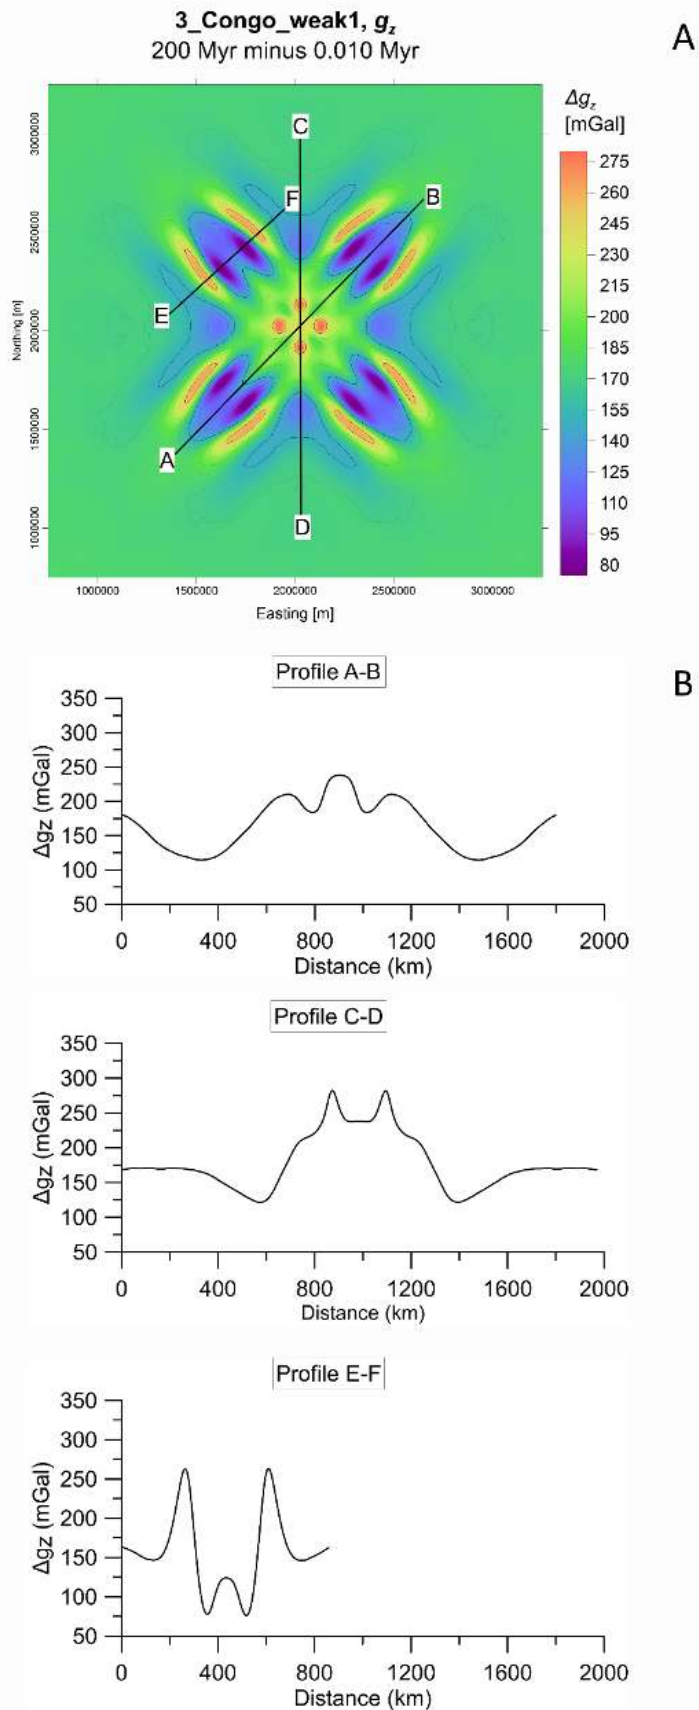 3_Congo_weak1, gz
200 Myr minus 0.010 Myr
A
Δgz
[mGal]
275
260
245
230
215
200
185
170
155
140
125
110
95
80
C
B
F
E
A
D
3000000
2500000
2000000
1500000
1000000
Northing [m]
1000000 1500000 2000000 2500000 3000000
Easting [m]
B
Profile A-B
350
300
250
200
150
100
50
Δgz (mGal)
0 400 800 1200 1600 2000
Distance (km)
Profile C-D
350
300
250
200
150
100
50
Δgz (mGal)
0 400 800 1200 1600 2000
Distance (km)
Profile E-F
350
300
250
200
150
100
50
Δgz (mGal)
0 400 800 1200 1600 2000
Distance (km)